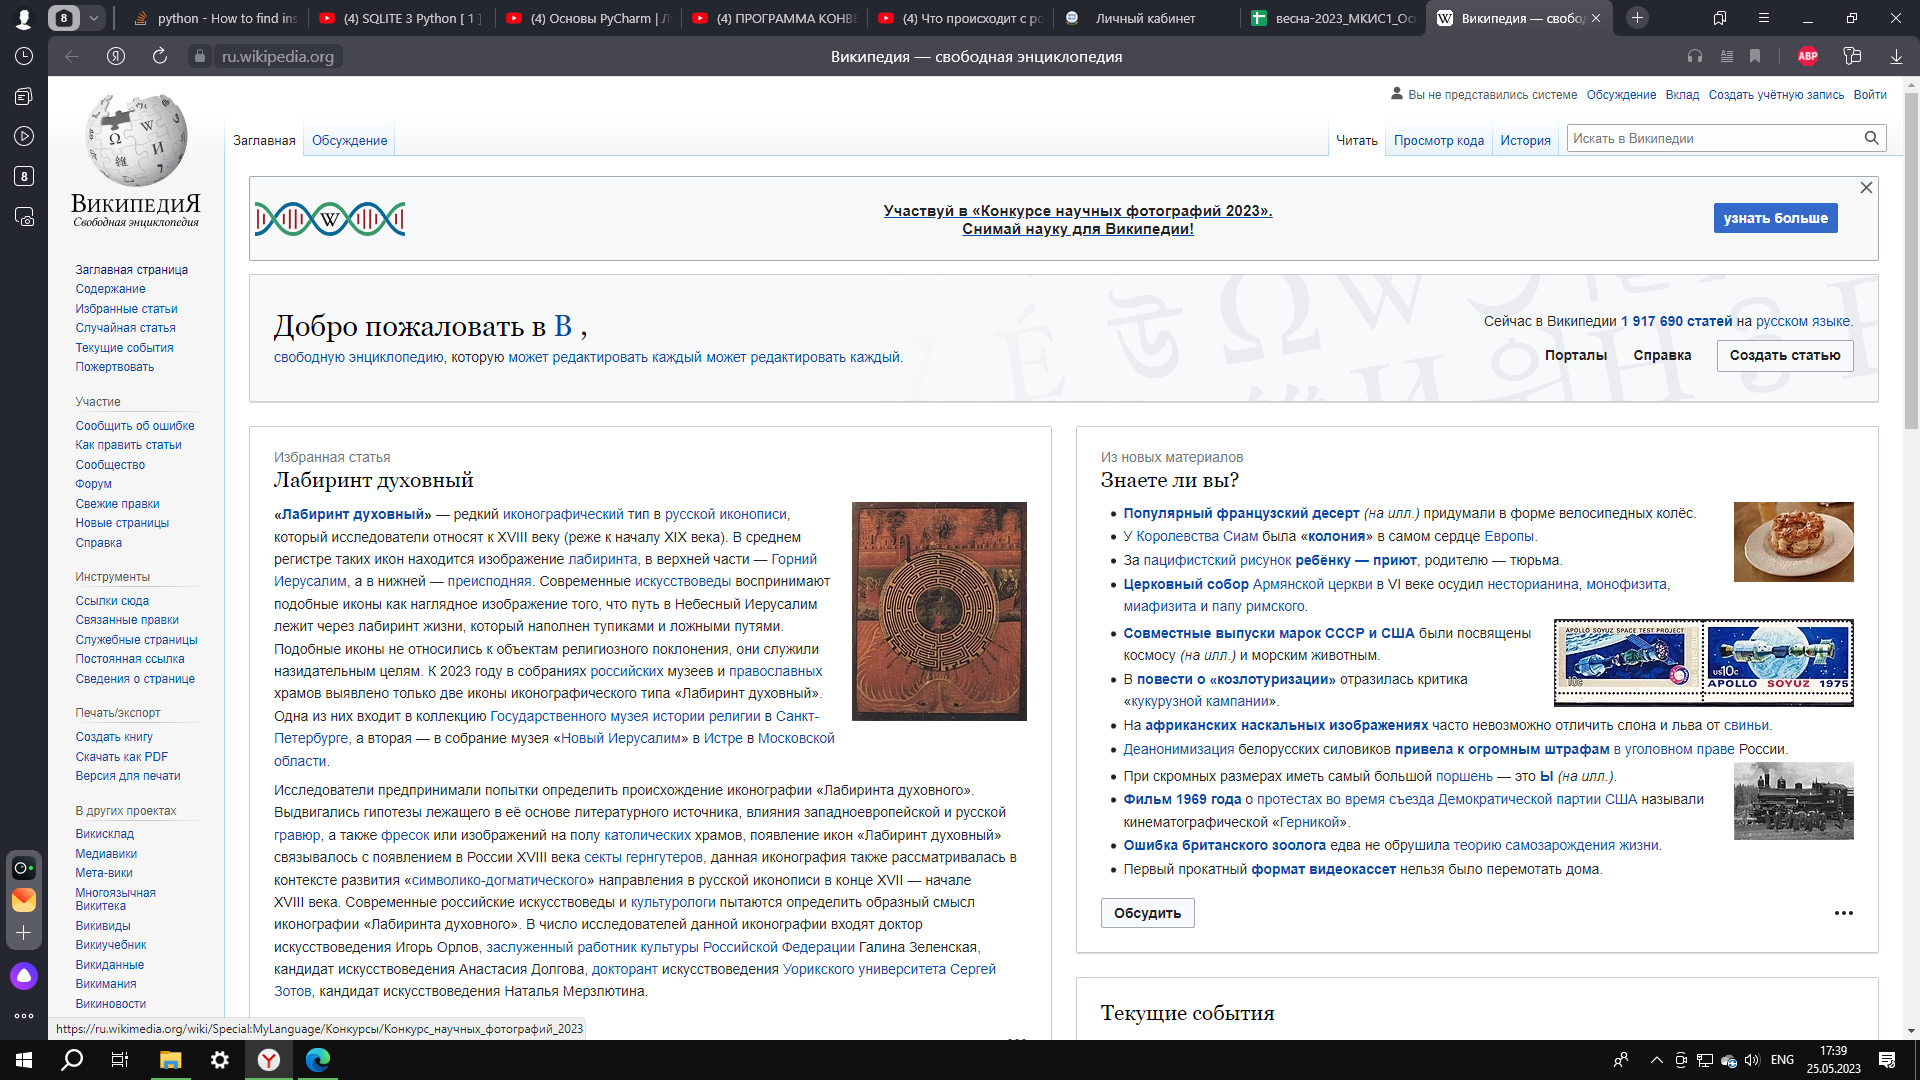 8
python - How to find ins
(4) SQLITE 3 Python [ 1 ]
(4) Основы PyCharm | Л
(4) ПРОГРАММА КОНВЕ
(4) Что происходит с ро
Личный кабинет
весна-2023_МКИС1_Ос
Википедия — свобо
ru.wikipedia.org
Википедия — свободная энциклопедия
ABP
8
ВикипедиЯ
Свободная энциклопедия
Вы не представились системе Обсуждение Вклад Создать учётную запись Войти
Заглавная Обсуждение
Читать Просмотр кода История Искать в Википедии
Заглавная страница
Содержание
Избранные статьи
Случайная статья
Текущие события
Пожертвовать
Участие
Сообщить об ошибке
Как править статьи
Сообщество
Форум
Свежие правки
Новые страницы
Справка
Инструменты
Ссылки сюда
Связанные правки
Служебные страницы
Постоянная ссылка
Сведения о странице
Печать/экспорт
Создать книгу
Скачать как PDF
Версия для печати
В других проектах
Викисклад
Медиавики
Мета-вики
Многоязычная
Викитека
Викивиды
Викиучебник
Викиданные
Викимания
Викиновости
Участвуй в «Конкурсе научных фотографий 2023».
Снимай науку для Википедии!
узнать больше
Добро пожаловать в В ,
свободную энциклопедию, которую может редактировать каждый может редактировать каждый.
Сейчас в Википедии 1 917 690 статей на русском языке.
Порталы Справка Создать статью
Избранная статья
Лабиринт духовный
«Лабиринт духовный» — редкий иконографический тип в русской иконописи,
который исследователи относят к XVIII веку (реже к началу XIX века). В среднем
регистре таких икон находится изображение лабиринта, в верхней части — Горний
Иерусалим, а в нижней — преисподняя. Современные искусствоведы воспринимают
подобные иконы как наглядное изображение того, что путь в Небесный Иерусалим
лежит через лабиринт жизни, который наполнен тупиками и ложными путями.
Подобные иконы не относились к объектам религиозного поклонения, они служили
назидательным целям. К 2023 году в собраниях российских музеев и православных
храмов выявлено только две иконы иконографического типа «Лабиринт духовный».
Одна из них входит в коллекцию Государственного музея истории религии в Санкт-
Петербурге, а вторая — в собрание музея «Новый Иерусалим» в Истре в Московской
области.
Исследователи предпринимали попытки определить происхождение иконографии «Лабиринта духовного».
Выдвигались гипотезы лежащего в её основе литературного источника, влияния западноевропейской и русской
гравюр, а также фресок или изображений на полу католических храмов, появление икон «Лабиринт духовный»
связывалось с появлением в России XVIII века секты гернгутеров, данная иконография также рассматривалась в
контексте развития «символико-догматического» направления в русской иконописи в конце XVII — начале
XVIII века. Современные российские искусствоведы и культурологи пытаются определить образный смысл
иконографии «Лабиринта духовного». В число исследователей данной иконографии входят доктор
искусствоведения Игорь Орлов, заслуженный работник культуры Российской Федерации Галина Зеленская,
кандидат искусствоведения Анастасия Долгова, докторант искусствоведения Уорикского университета Сергей
Зотов, кандидат искусствоведения Наталья Мерзлютина.
Из новых материалов
Знаете ли вы?
Популярный французский десерт (на илл.) придумали в форме велосипедных колёс.
У Королевства Сиам была «колония» в самом сердце Европы.
За пацифистский рисунок ребёнку — приют, родителю — тюрьма.
Церковный собор Армянской церкви в VI веке осудил несторианина, монофизита,
миафизита и папу римского.
Совместные выпуски марок СССР и США были посвящены
космосу (на илл.) и морским животным.
APOLLO SOYUZ SPACE TEST PROJECT
10c
US10c
APOLLO SOYUZ 1975
В повести о «козлотуризации» отразилась критика
«кукурузной кампании».
На африканских наскальных изображениях часто невозможно отличить слона и льва от свиньи.
Деанонимизация белорусских силовиков привела к огромным штрафам в уголовном праве России.
При скромных размерах иметь самый большой поршень — это Ы (на илл.).
Фильм 1969 года о протестах во время съезда Демократической партии США называли
кинематографической «Герникой».
Ошибка британского зоолога едва не обрушила теорию самозарождения жизни.
Первый прокатный формат видеокассет нельзя было перемотать дома.
Обсудить
Текущие события
https://ru.wikimedia.org/wiki/Special:MyLanguage/Конкурсы/Конкурс_научных_фотографий_2023
ENG
17:39
25.05.2023